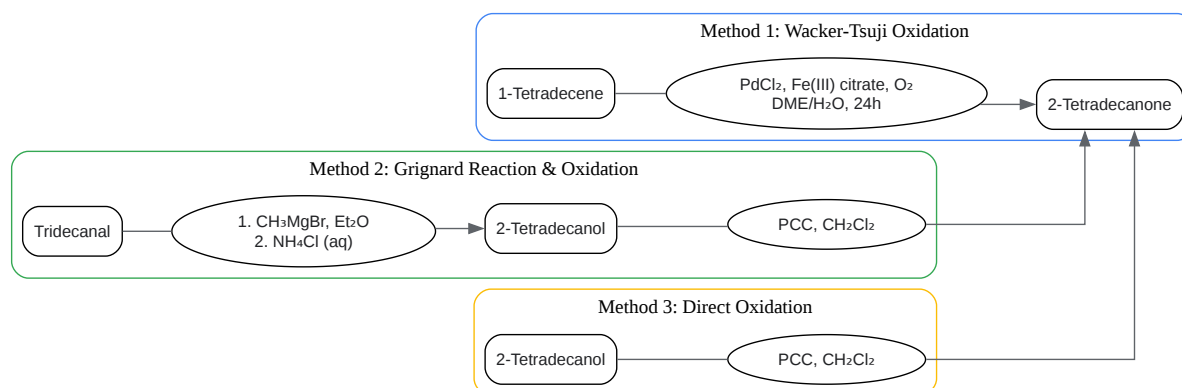 Method 1: Wacker-Tsuji Oxidation
1-Tetradecene
PdCl₂, Fe(III) citrate, O₂
DME/H₂O, 24h
2-Tetradecanone
Method 2: Grignard Reaction & Oxidation
Tridecanal
1. CH₃MgBr, Et₂O
2. NH₄Cl (aq)
2-Tetradecanol
PCC, CH₂Cl₂
Method 3: Direct Oxidation
2-Tetradecanol
PCC, CH₂Cl₂